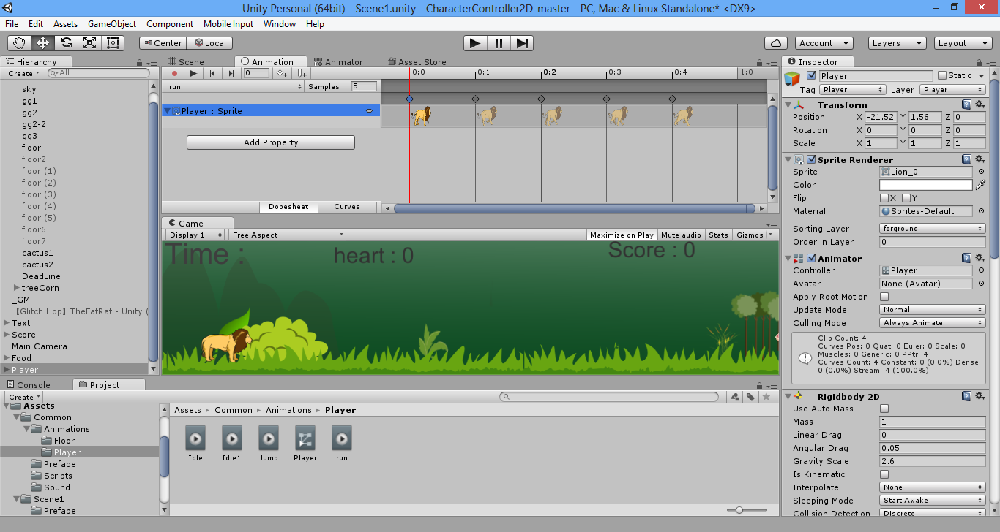 Unity Personal (64bit) - Scene1.unity - CharacterController2D-master - PC, Mac & Linux Standalone* <DX9>
File Edit Assets GameObject Component Mobile Input Window Help
Center Local Account Layers Layout
Hierarchy
Create All
sky
gg1
gg2
gg2-2
gg3
floor
floor2
floor (1)
floor (2)
floor (3)
floor (4)
floor (5)
floor6
floor7
cactus1
cactus2
DeadLine
treeCorn
_GM
【Glitch Hop】TheFatRat - Unity (
Text
Score
Main Camera
Food
Player
Scene Animation Animator Asset Store
0 0:0 0:1 0:2 0:3 0:4 1:0
run Samples 5
Player : Sprite
Add Property
Dopesheet Curves
Game
Display 1 Free Aspect Maximize on Play Mute audio Stats Gizmos
Time :
heart : 0
Score : 0
Console Project
Create
Assets
Common
Animations
Floor
Player
Prefabe
Scripts
Sound
Scene1
Prefabe
Assets Common Animations Player
Idle Idle1 Jump Player run
Inspector
Player Static
Tag Player Layer Player
Transform
Position X -21.52 Y 1.56 Z 0
Rotation X 0 Y 0 Z 0
Scale X 1 Y 1 Z 1
Sprite Renderer
Sprite Lion_0
Color
Flip X Y
Material Sprites-Default
Sorting Layer forground
Order in Layer 0
Animator
Controller Player
Avatar None (Avatar)
Apply Root Motion
Update Mode Normal
Culling Mode Always Animate
Clip Count: 4
Curves Pos: 0 Quat: 0 Euler: 0 Scale: 0
Muscles: 0 Generic: 0 PPtr: 4
Curves Count: 4 Constant: 0 (0.0%) Dense:
0 (0.0%) Stream: 4 (100.0%)
Rigidbody 2D
Use Auto Mass
Mass 1
Linear Drag 0
Angular Drag 0.05
Gravity Scale 2.6
Is Kinematic
Interpolate None
Sleeping Mode Start Awake
Collision Detection Discrete